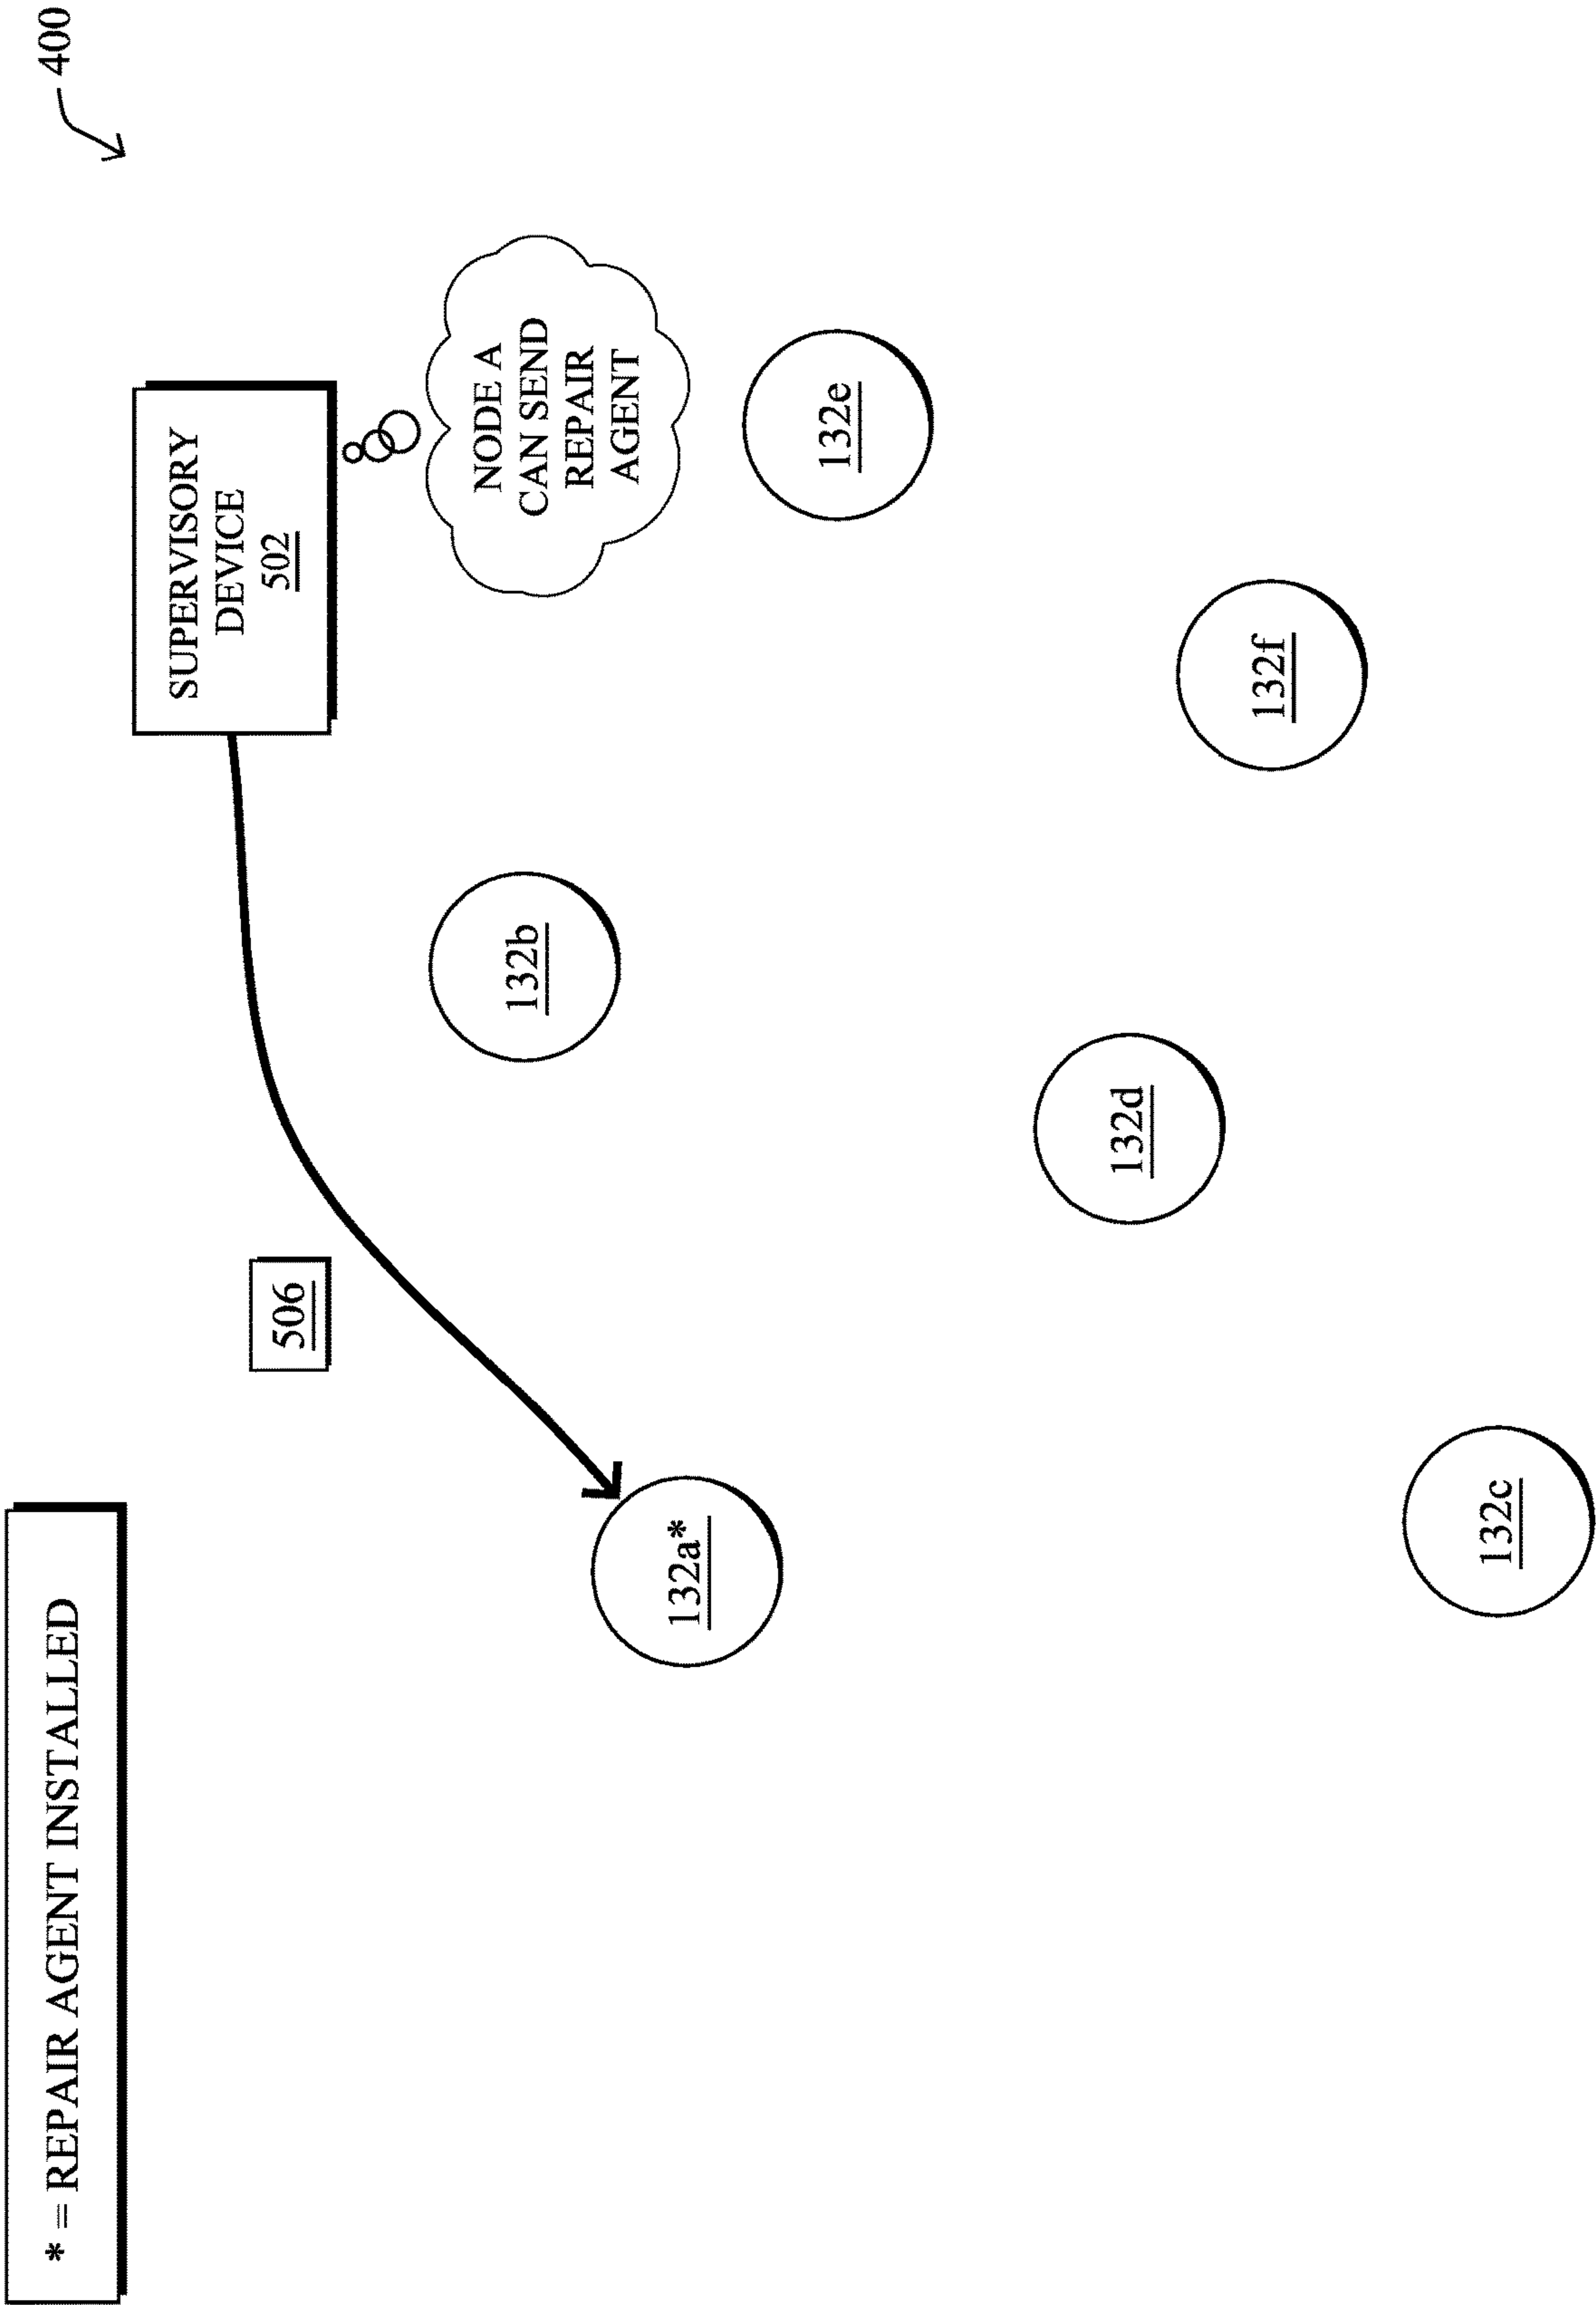 400
* = REPAIR AGENT INSTALLED
SUPERVISORY
DEVICE
502
506
NODE A
CAN SEND
REPAIR
AGENT
132b
132a*
132e
132d
132f
132c